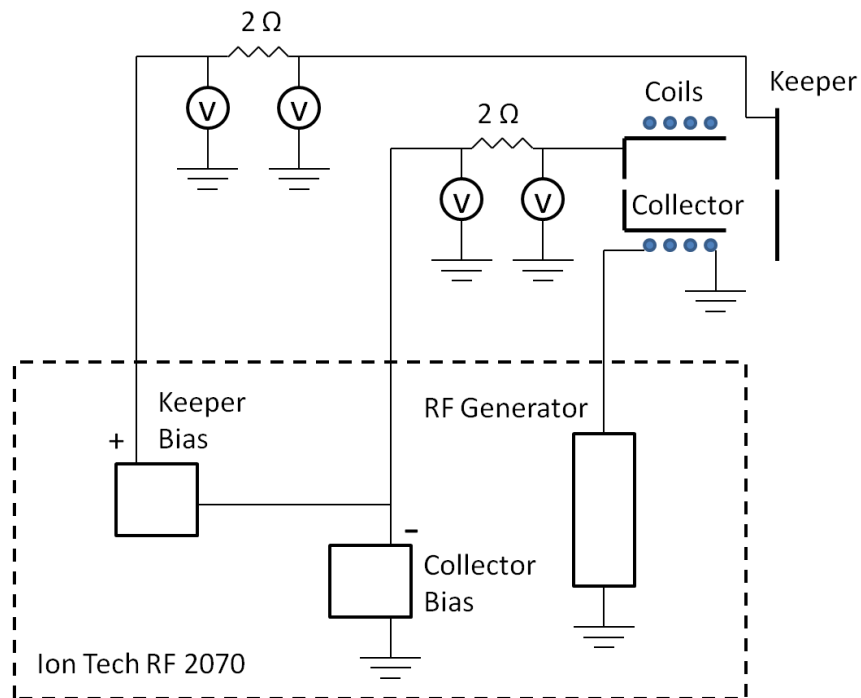 2 Ω
V
V
Keeper
Coils
2 Ω
V
V
Collector
Keeper
Bias
+
RF Generator
-
Collector
Bias
Ion Tech RF 2070